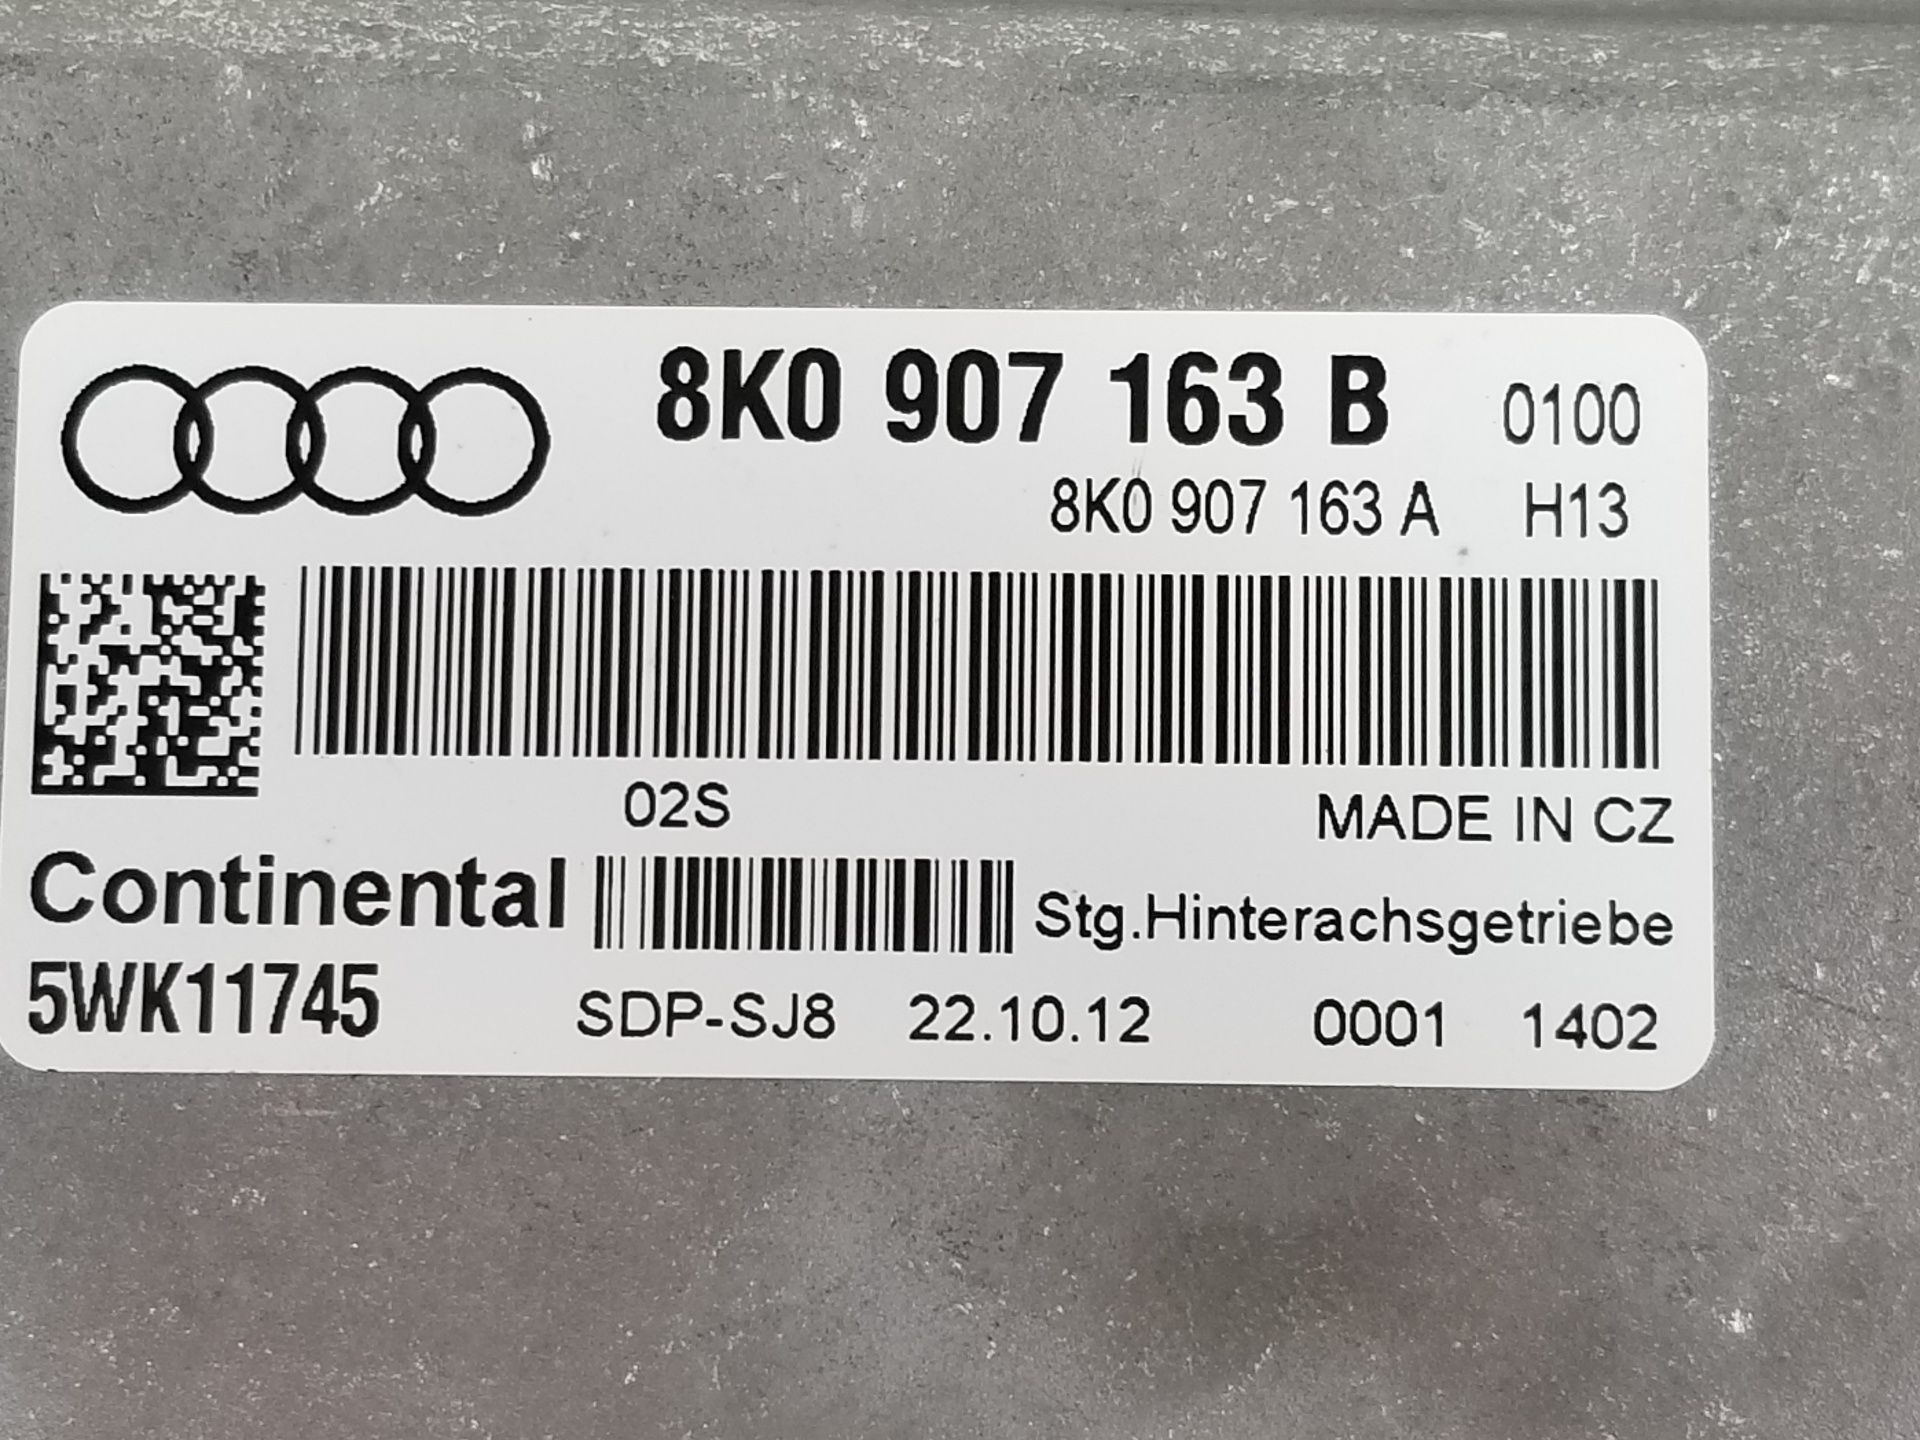 8K0 907 163 B 0100
8K0 907 163 A H13
02S MADE IN CZ
Continental Stg.Hinterachsgetriebe
5WK11745 SDP-SJ8 22.10.12 0001 1402